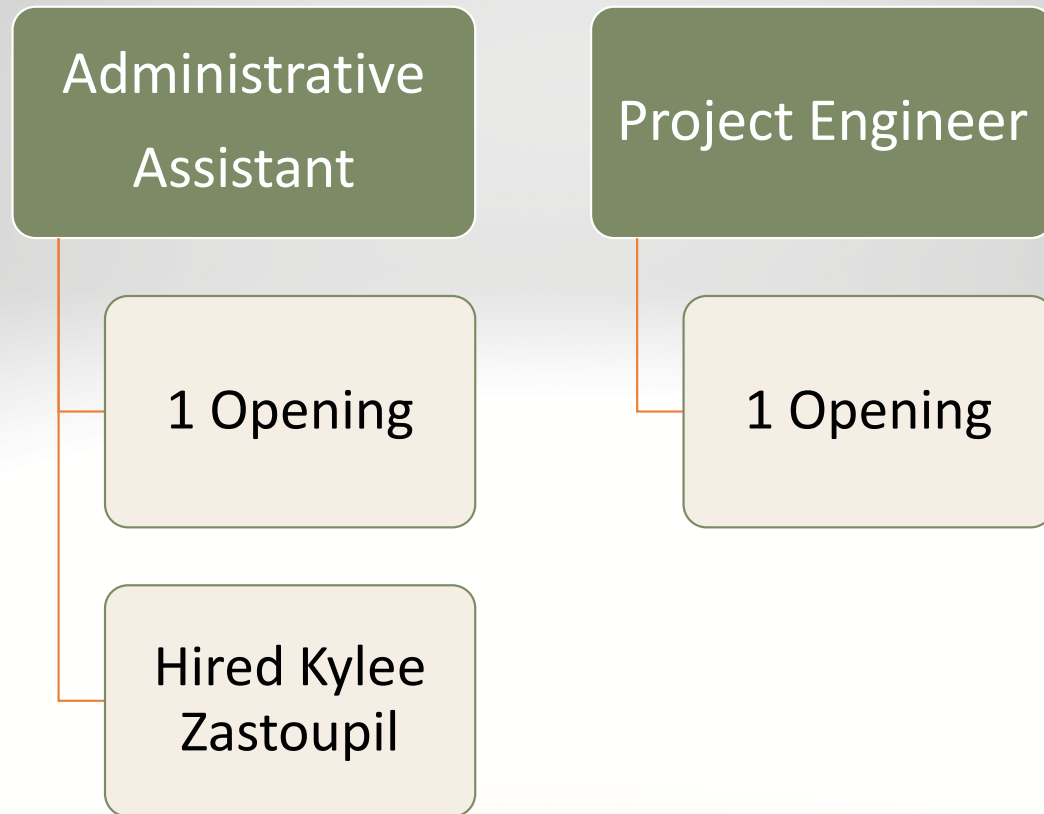 Administrative
Assistant
1 Opening
Hired Kylee
Zastoupil
Project Engineer
1 Opening